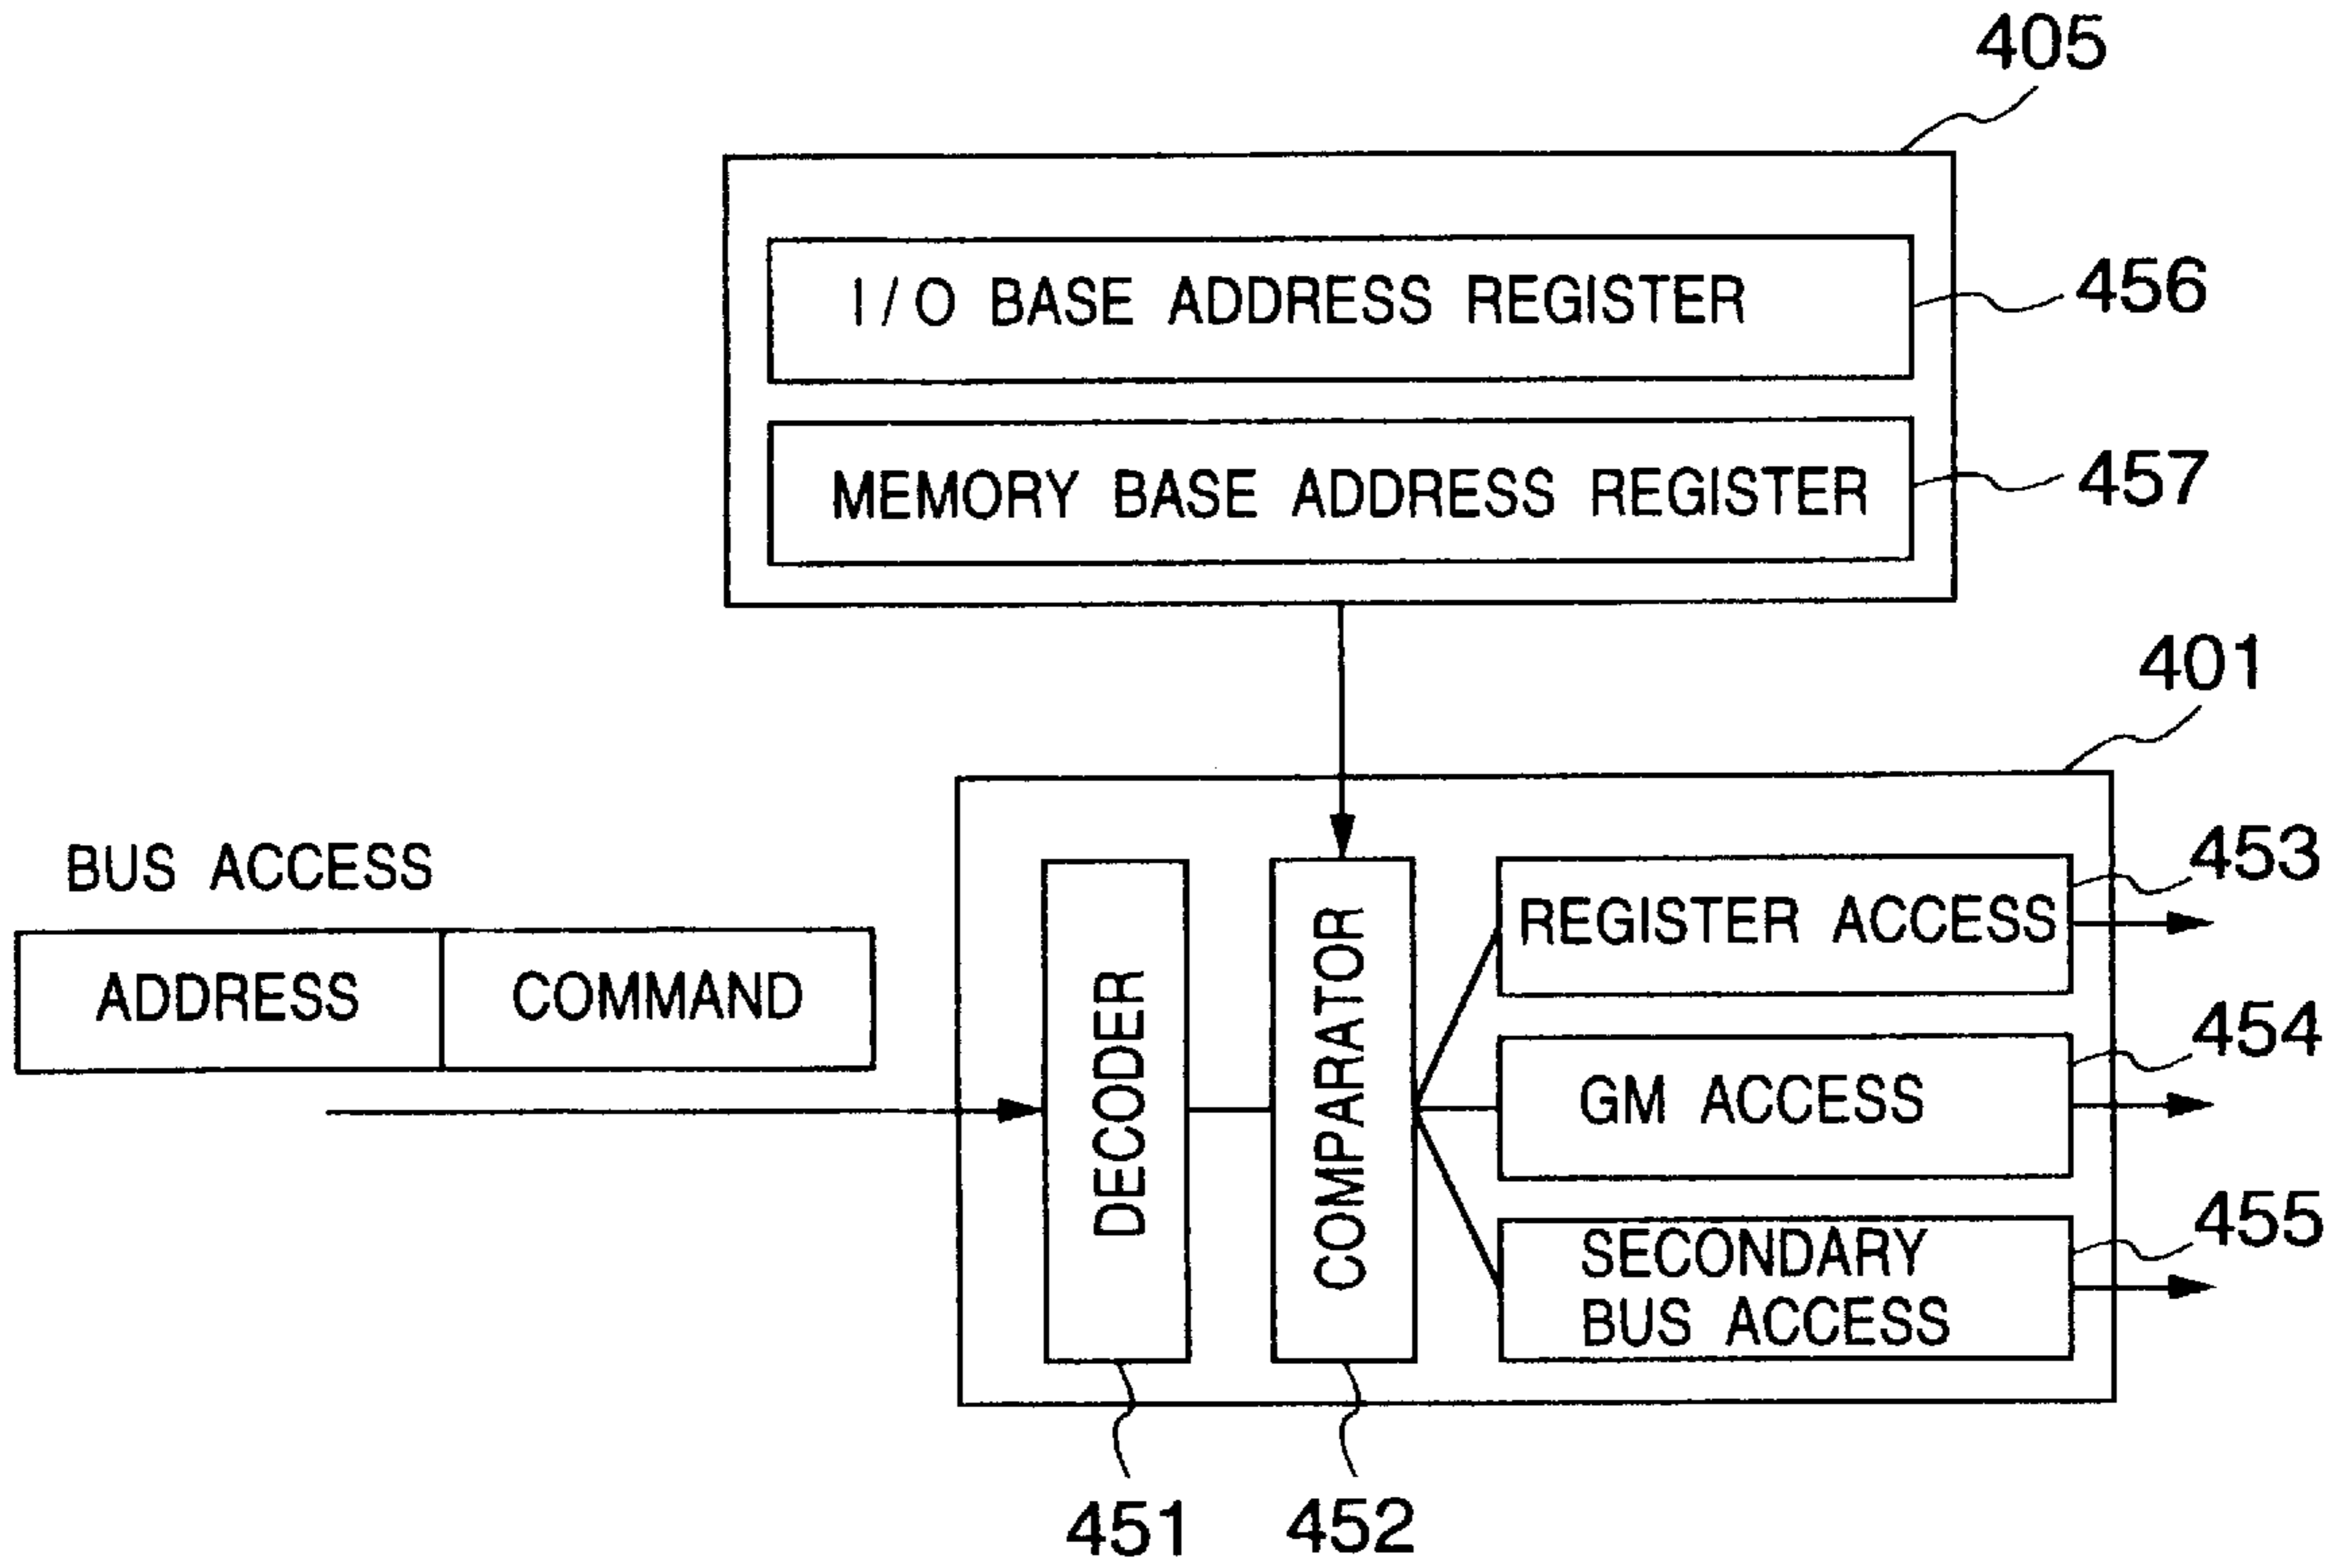 405
I/O BASE ADDRESS REGISTER
456
MEMORY BASE ADDRESS REGISTER
457
401
BUS ACCESS
ADDRESS
COMMAND
DECODER
COMPARATOR
REGISTER ACCESS
453
GM ACCESS
454
SECONDARY
BUS ACCESS
455
451
452